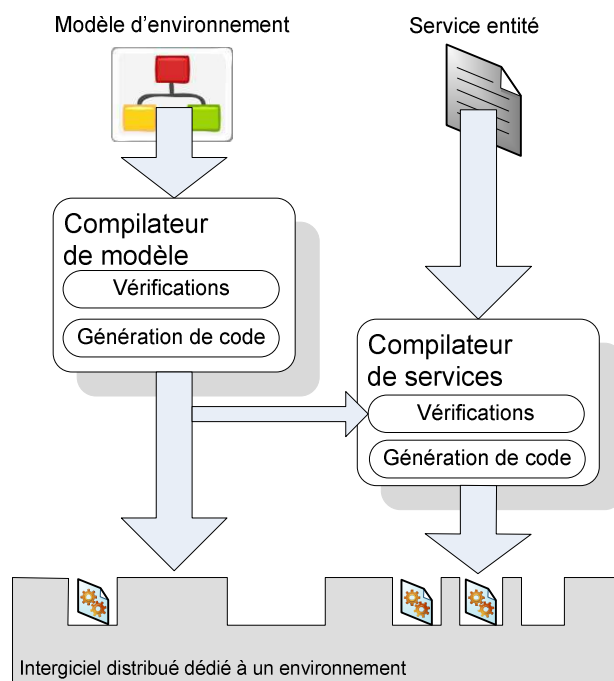 Modèle d'environnement
Service entité
Compilateur
de modèle
Vérifications
Génération de code
Compilateur
de services
Vérifications
Génération de code
Intergiciel distribué dédié à un environnement